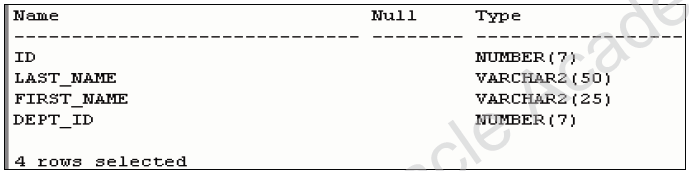 Name Null Type
------------------------------ -------- ------------------
ID NUMBER(7)
LAST_NAME VARCHAR2(50)
FIRST_NAME VARCHAR2(25)
DEPT_ID NUMBER(7)
4 rows selected